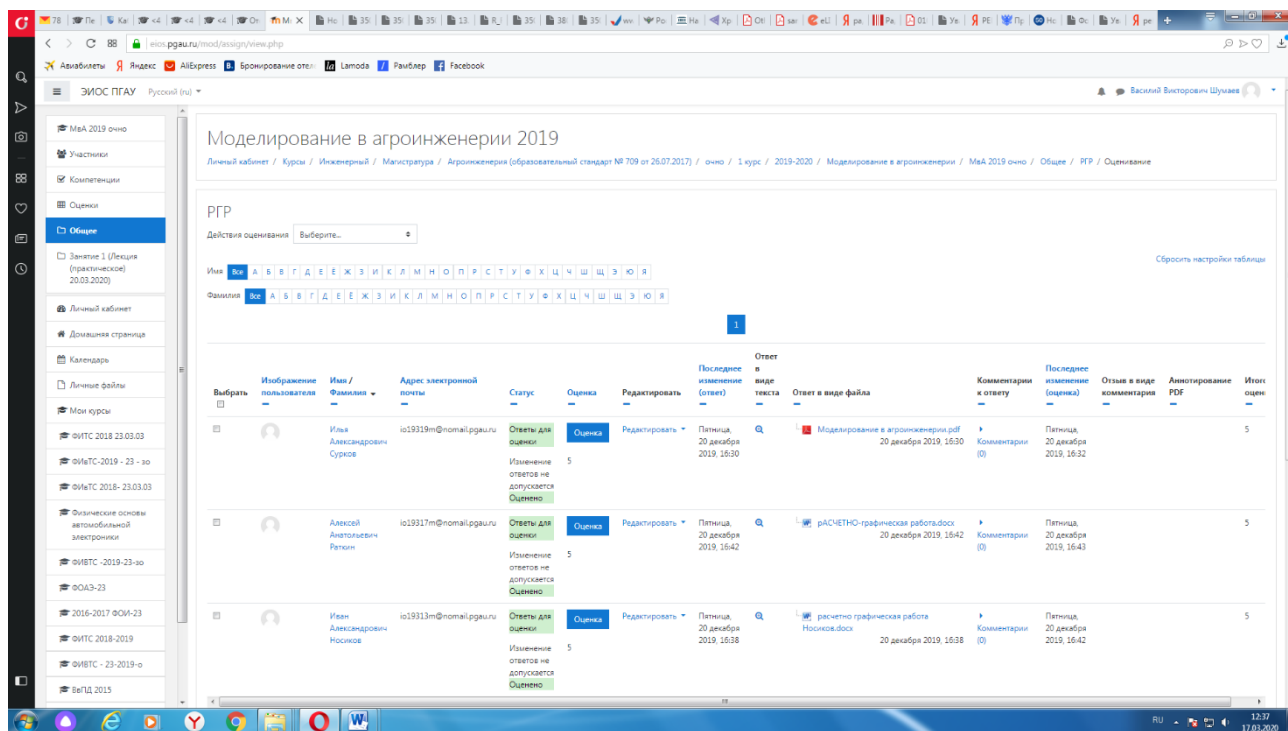 eios.pgau.ru/mod/assign/view.php
Авиабилеты Яндекс AliExpress Бронирование отел Lamoda Рамблер Facebook
ЭИОС ПГАУ Русский (ru)
Василий Викторович Шумаев
МвА 2019 очно
Участники
Компетенции
Оценки
Общее
Занятие 1 (Лекция
(практическое)
20.03.2020)
Личный кабинет
Домашняя страница
Календарь
Личные файлы
Мои курсы
ФИТС 2018 23.03.03
ФИвТС-2019 - 23 - зо
ФИвТС 2018- 23.03.03
Физические основы
автомобильной
электроники
ФИВТС -2019-23-зо
ФОАЭ-23
2016-2017 ФОИ-23
ФИТС 2018-2019
ФИВТС - 23-2019-о
ВвПД 2015
Моделирование в агроинженерии 2019
Личный кабинет / Курсы / Инженерный / Магистратура / Агроинженерия (образовательный стандарт № 709 от 26.07.2017) / очно / 1 курс / 2019-2020 / Моделирование в агроинженерии / МвА 2019 очно / Общее / РГР / Оценивание
РГР
Действия оценивания Выберите...
Сбросить настройки таблицы
Имя Все А Б В Г Д Е Ё Ж З И К Л М Н О П Р С Т У Ф Х Ц Ч Ш Щ Э Ю Я
Фамилия Все А Б В Г Д Е Ё Ж З И К Л М Н О П Р С Т У Ф Х Ц Ч Ш Щ Э Ю Я
1
Выбрать
Изображение
пользователя
Имя /
Фамилия
Адрес электронной
почты
Статус
Оценка
Редактировать
Последнее
изменение
(ответ)
Ответ
в
виде
текста
Ответ в виде файла
Комментарии
к ответу
Последнее
изменение
(оценка)
Отзыв в виде
комментария
Аннотирование
PDF
Итого
оцен
Илья
Александрович
Сурков
io19319m@nomail.pgau.ru
Ответы для
оценки
Изменение
ответов не
допускается
Оценено
Оценка
5
Редактировать
Пятница,
20 декабря
2019, 16:30
Моделирование в агроинженерии.pdf
20 декабря 2019, 16:30
Комментарии
(0)
Пятница,
20 декабря
2019, 16:32
5
Алексей
Анатольевич
Раткин
io19317m@nomail.pgau.ru
Ответы для
оценки
Изменение
ответов не
допускается
Оценено
Оценка
5
Редактировать
Пятница,
20 декабря
2019, 16:42
рАСЧЕТНО-графическая работа.docx
20 декабря 2019, 16:42
Комментарии
(0)
Пятница,
20 декабря
2019, 16:43
5
Иван
Александрович
Носиков
io19313m@nomail.pgau.ru
Ответы для
оценки
Изменение
ответов не
допускается
Оценено
Оценка
5
Редактировать
Пятница,
20 декабря
2019, 16:38
расчетно графическая работа
Носиков.docx
20 декабря 2019, 16:38
Комментарии
(0)
Пятница,
20 декабря
2019, 16:42
5
RU
12:37
17.03.2020